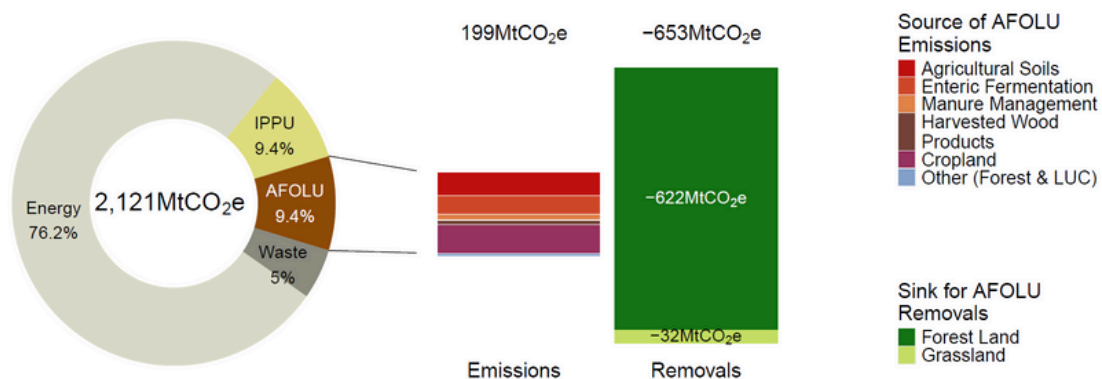 199MtCO₂e
−653MtCO₂e
Source of AFOLU
Emissions
Agricultural Soils
Enteric Fermentation
Manure Management
Harvested Wood
Products
Cropland
Other (Forest & LUC)
IPPU
9.4%
AFOLU
9.4%
Waste
5%
Energy
76.2%
2,121MtCO₂e
−622MtCO₂e
−32MtCO₂e
Emissions
Removals
Sink for AFOLU
Removals
Forest Land
Grassland